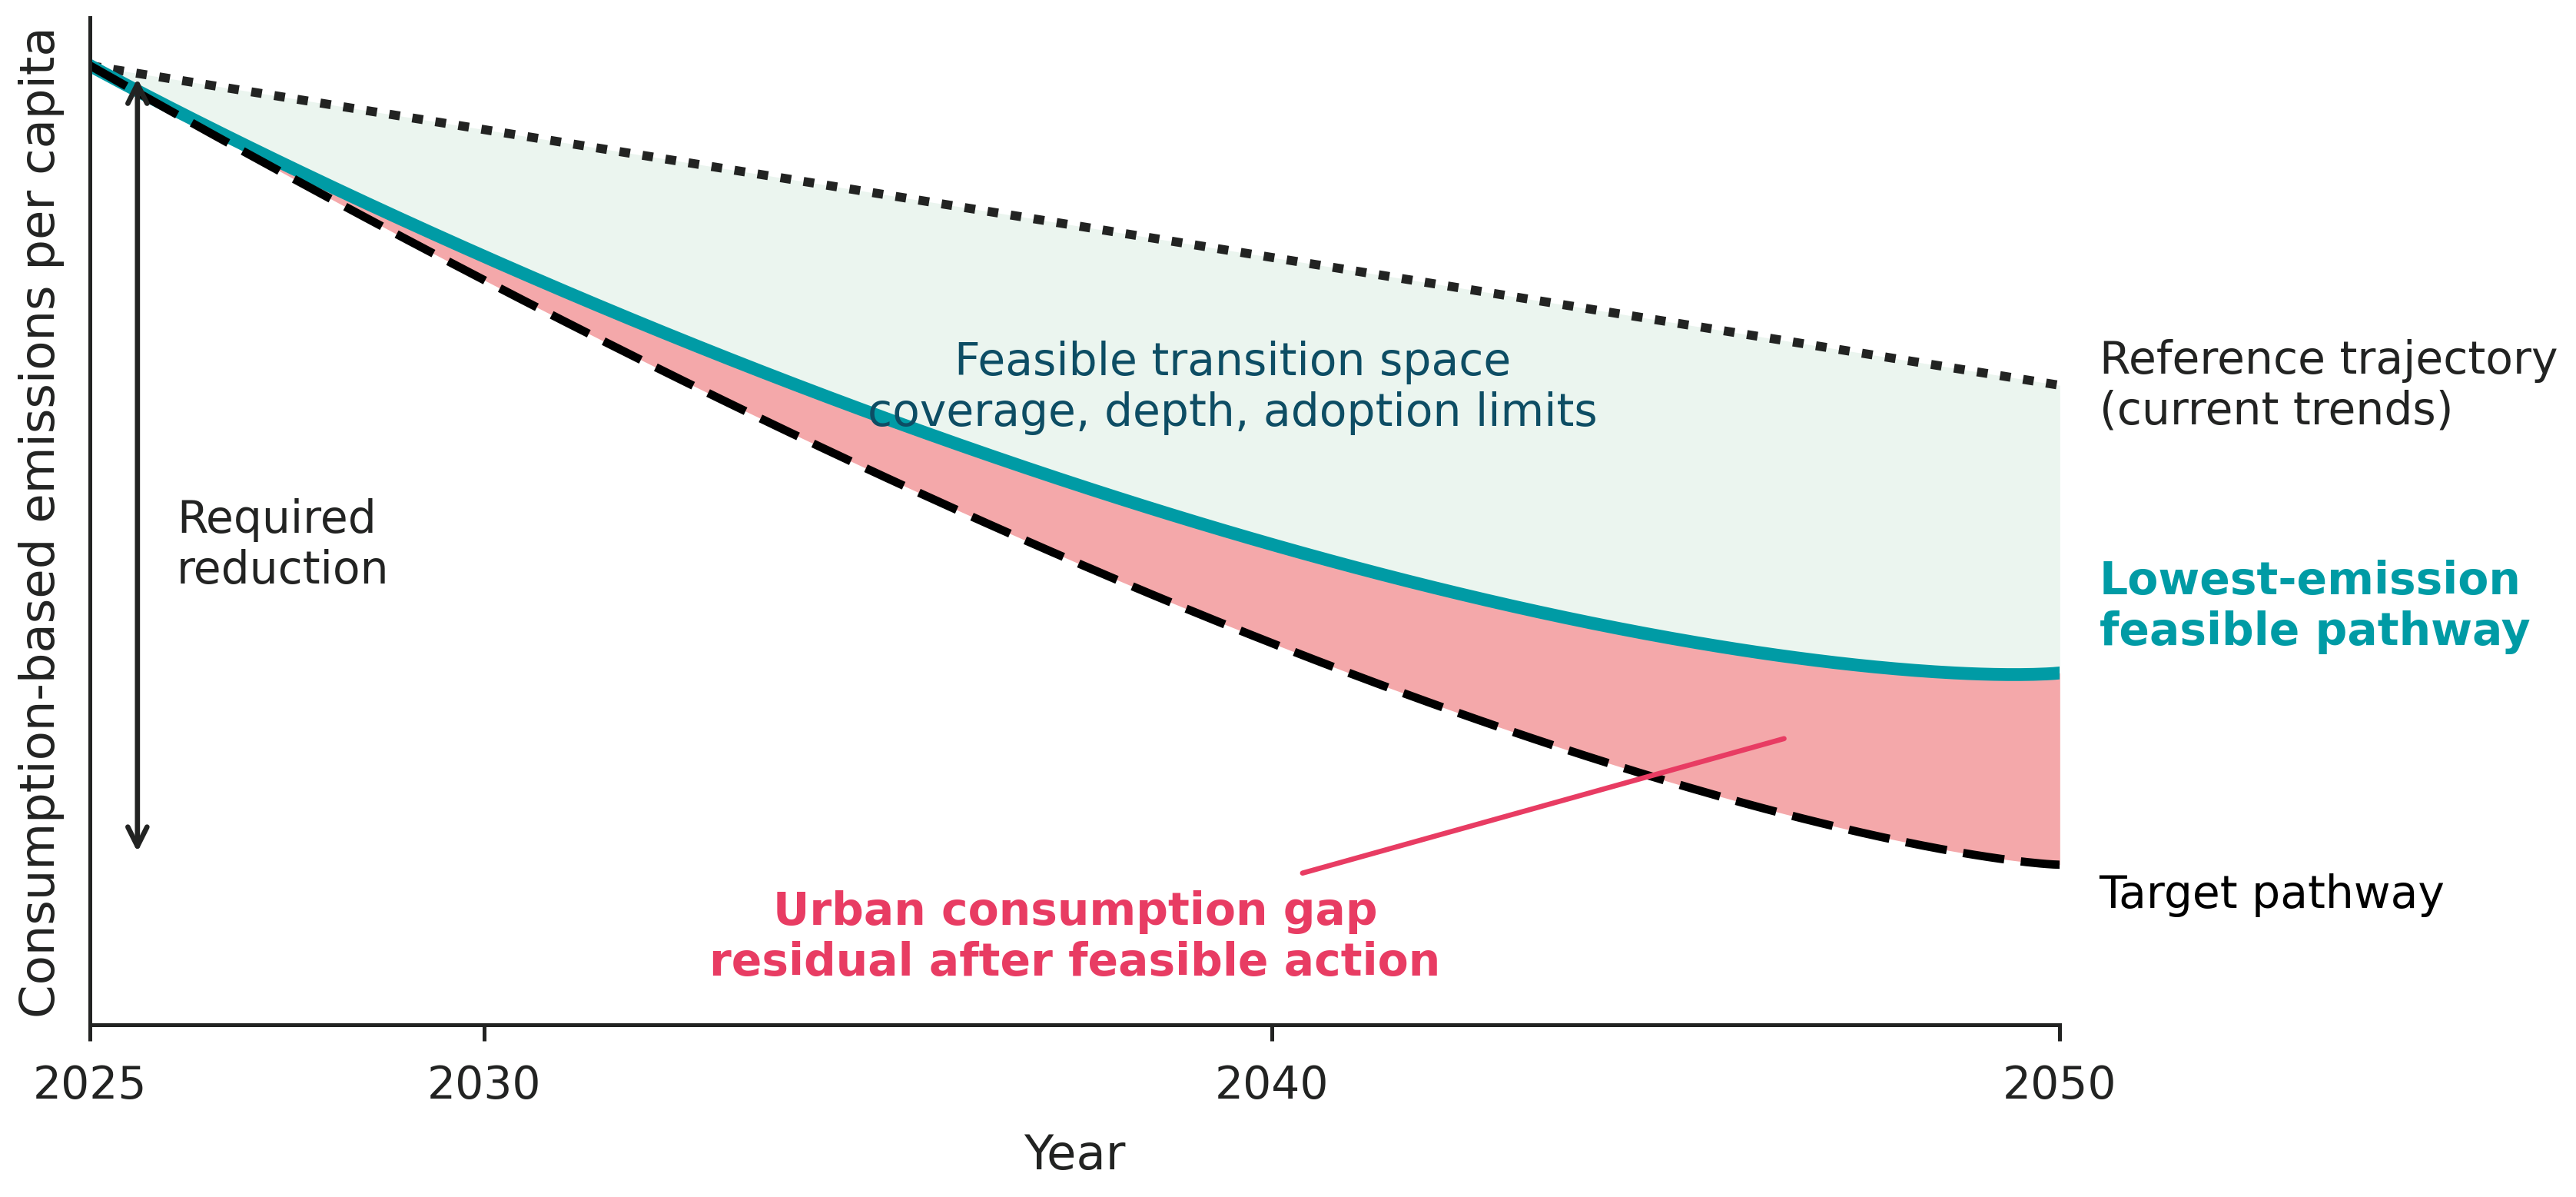 Consumption-based emissions per capita
Feasible transition space
coverage, depth, adoption limits
Reference trajectory
(current trends)
Required
reduction
Lowest-emission
feasible pathway
Target pathway
Urban consumption gap
residual after feasible action
2025
2030
2040
2050
Year